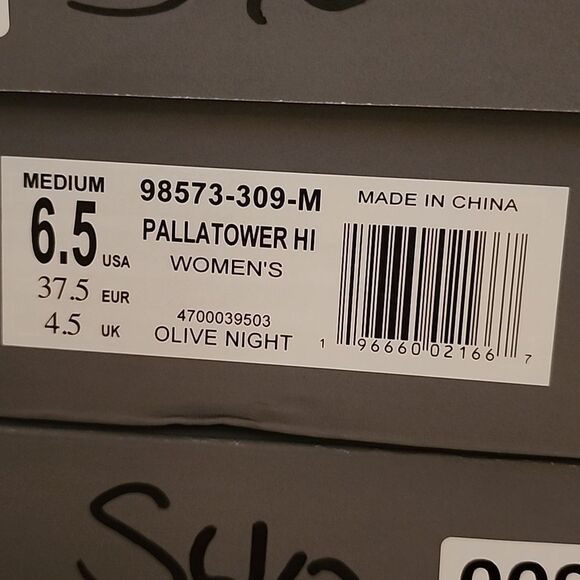 MEDIUM
6.5 USA
37.5 EUR
4.5 UK
98573-309-M
PALLATOWER HI
WOMEN'S
4700039503
OLIVE NIGHT
MADE IN CHINA
1 96660 02166 7